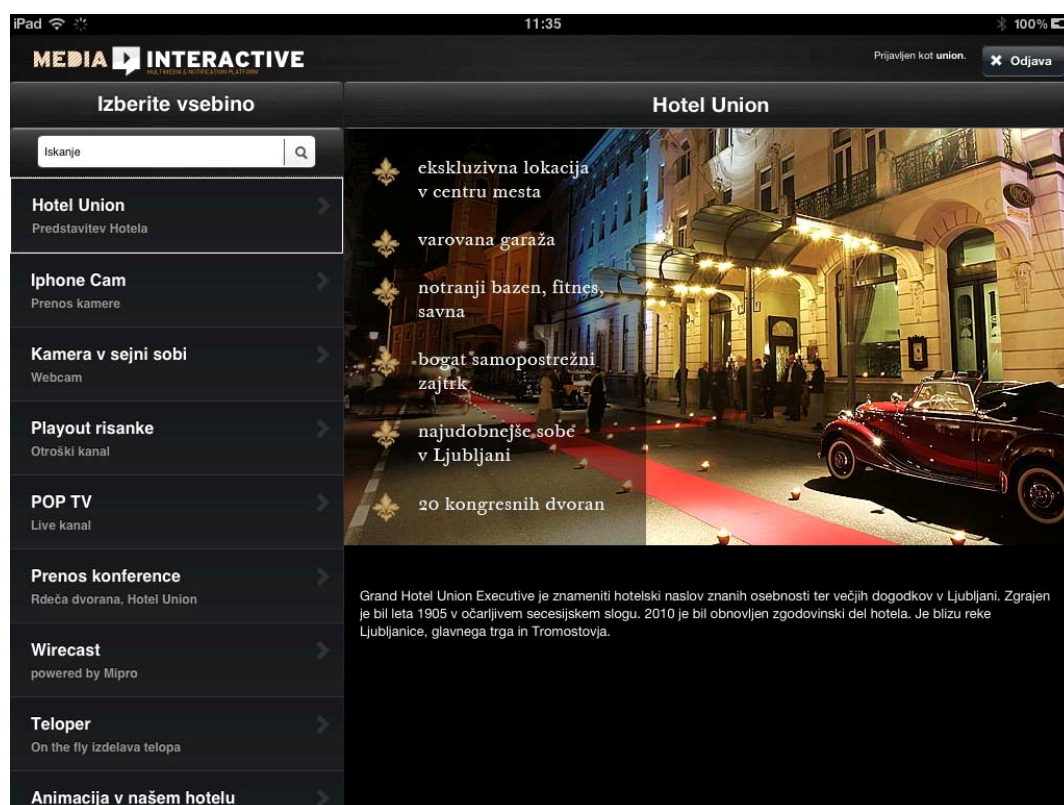 iPad
11:35
100%
MEDIA INTERACTIVE
MULTIMEDIA & NOTIFICATION PLATFORM
Prijavljen kot union.
Odjava
Izberite vsebino
Iskanje
Hotel Union
Predstavitev Hotela
Iphone Cam
Prenos kamere
Kamera v sejni sobi
Webcam
Playout risanke
Otroški kanal
POP TV
Live kanal
Prenos konference
Rdeča dvorana, Hotel Union
Wirecast
powered by Mipro
Teloper
On the fly izdelava telopa
Animacija v našem hotelu
Hotel Union
ekskluzivna lokacija
v centru mesta
varovana garaža
notranji bazen, fitnes,
savna
bogat samopostrežni
zajtrk
najudobnejše sobe
v Ljubljani
20 kongresnih dvoran
Grand Hotel Union Executive je znameniti hotelski naslov znanih osebnosti ter večjih dogodkov v Ljubljani. Zgrajen
je bil leta 1905 v očarljivem secesijskem slogu. 2010 je bil obnovljen zgodovinski del hotela. Je blizu reke
Ljubljanice, glavnega trga in Tromostovja.